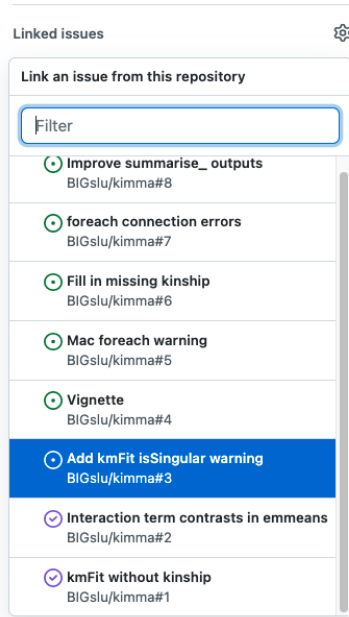 Linked issues
Link an issue from this repository
Filter
Improve summarise_ outputs
BIGslu/kimma#8
foreach connection errors
BIGslu/kimma#7
Fill in missing kinship
BIGslu/kimma#6
Mac foreach warning
BIGslu/kimma#5
Vignette
BIGslu/kimma#4
Add kmFit isSingular warning
BIGslu/kimma#3
Interaction term contrasts in emmeans
BIGslu/kimma#2
kmFit without kinship
BIGslu/kimma#1